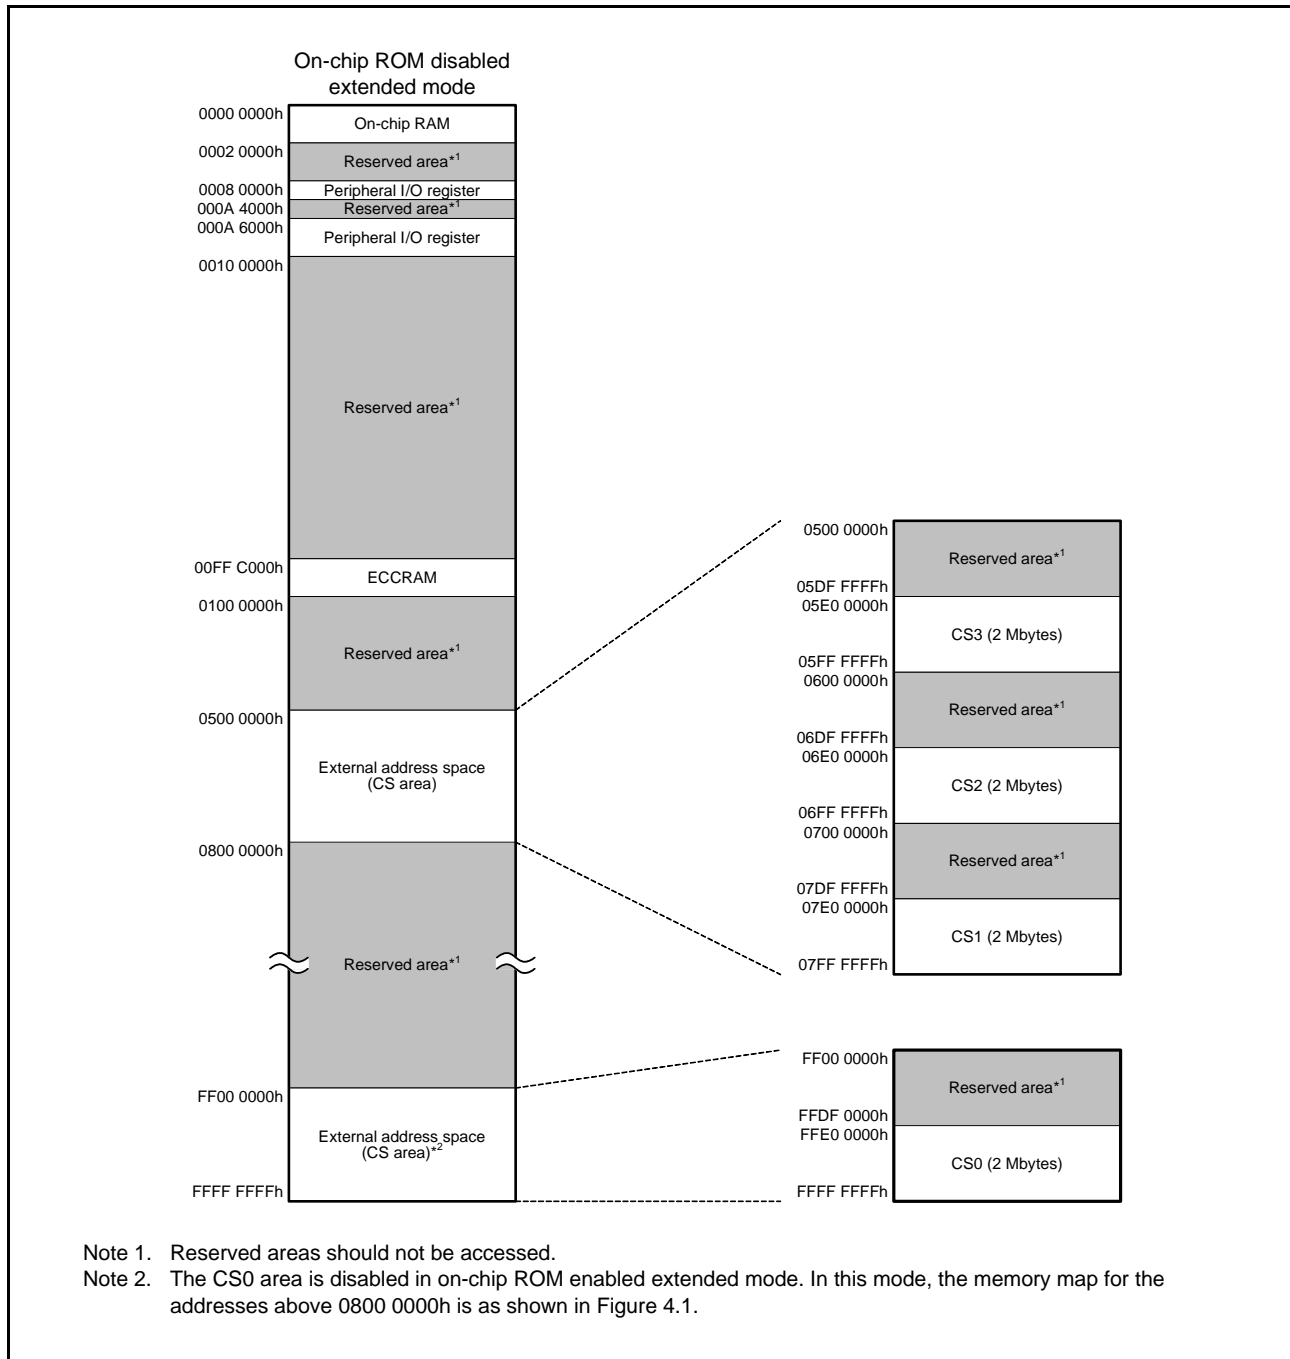 On-chip ROM disabled
extended mode
0000 0000h
On-chip RAM
0002 0000h
Reserved area*1
0008 0000h
Peripheral I/O register
000A 4000h
Reserved area*1
000A 6000h
Peripheral I/O register
0010 0000h
Reserved area*1
00FF C000h
ECCRAM
0100 0000h
Reserved area*1
0500 0000h
External address space
(CS area)
0800 0000h
Reserved area*1
FF00 0000h
External address space
(CS area)*2
FFFF FFFFh
0500 0000h
Reserved area*1
05DF FFFFh
05E0 0000h
CS3 (2 Mbytes)
05FF FFFFh
0600 0000h
Reserved area*1
06DF FFFFh
06E0 0000h
CS2 (2 Mbytes)
06FF FFFFh
0700 0000h
Reserved area*1
07DF FFFFh
07E0 0000h
CS1 (2 Mbytes)
07FF FFFFh
FF00 0000h
Reserved area*1
FFDF 0000h
FFE0 0000h
CS0 (2 Mbytes)
FFFF FFFFh
Note 1. Reserved areas should not be accessed.
Note 2. The CS0 area is disabled in on-chip ROM enabled extended mode. In this mode, the memory map for the
addresses above 0800 0000h is as shown in Figure 4.1.